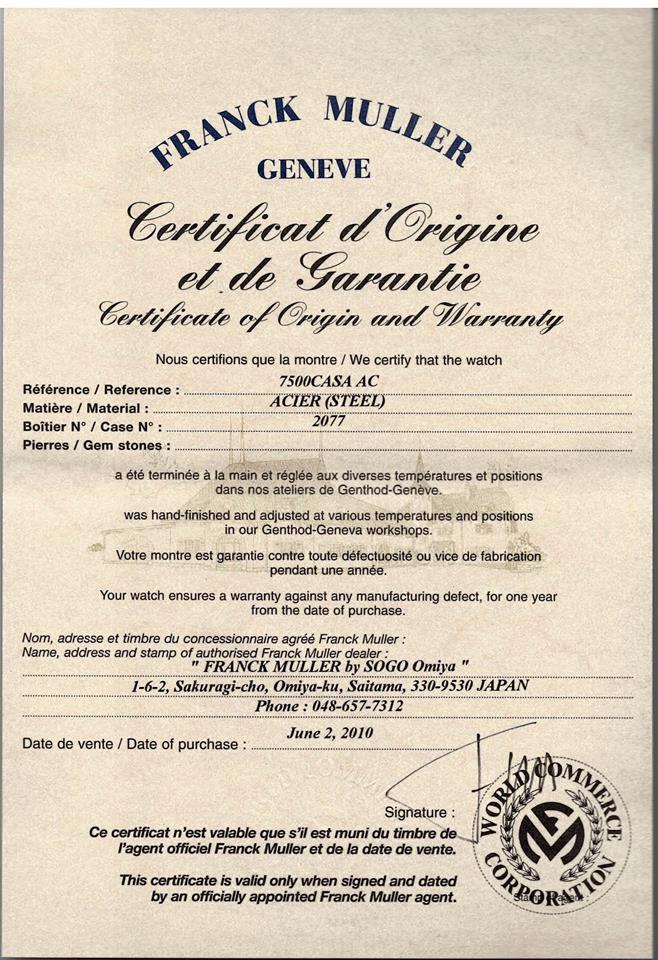 FRANCK MULLER
GENEVE
Certificat d'Origine
et de Garantie
Certificate of Origin and Warranty
Nous certifions que la montre / We certify that the watch
Référence / Reference : 7500CASA AC
Matière / Material : ACIER (STEEL)
Boîtier N° / Case N° : 2077
Pierres / Gem stones :
a été terminée à la main et réglée aux diverses températures et positions
dans nos ateliers de Genthod-Genève.
was hand-finished and adjusted at various temperatures and positions
in our Genthod-Geneva workshops.
Votre montre est garantie contre toute défectuosité ou vice de fabrication
pendant une année.
Your watch ensures a warranty against any manufacturing defect, for one year
from the date of purchase.
Nom, adresse et timbre du concessionnaire agréé Franck Muller :
Name, address and stamp of authorised Franck Muller dealer :
" FRANCK MULLER by SOGO Omiya "
1-6-2, Sakuragi-cho, Omiya-ku, Saitama, 330-9530 JAPAN
Phone : 048-657-7312
Date de vente / Date of purchase : June 2, 2010
Signature :
WORLD COMMERCE
CORPORATION
Ce certificat n'est valable que s'il est muni du timbre de
l'agent officiel Franck Muller et de la date de vente.
This certificate is valid only when signed and dated
by an officially appointed Franck Muller agent.